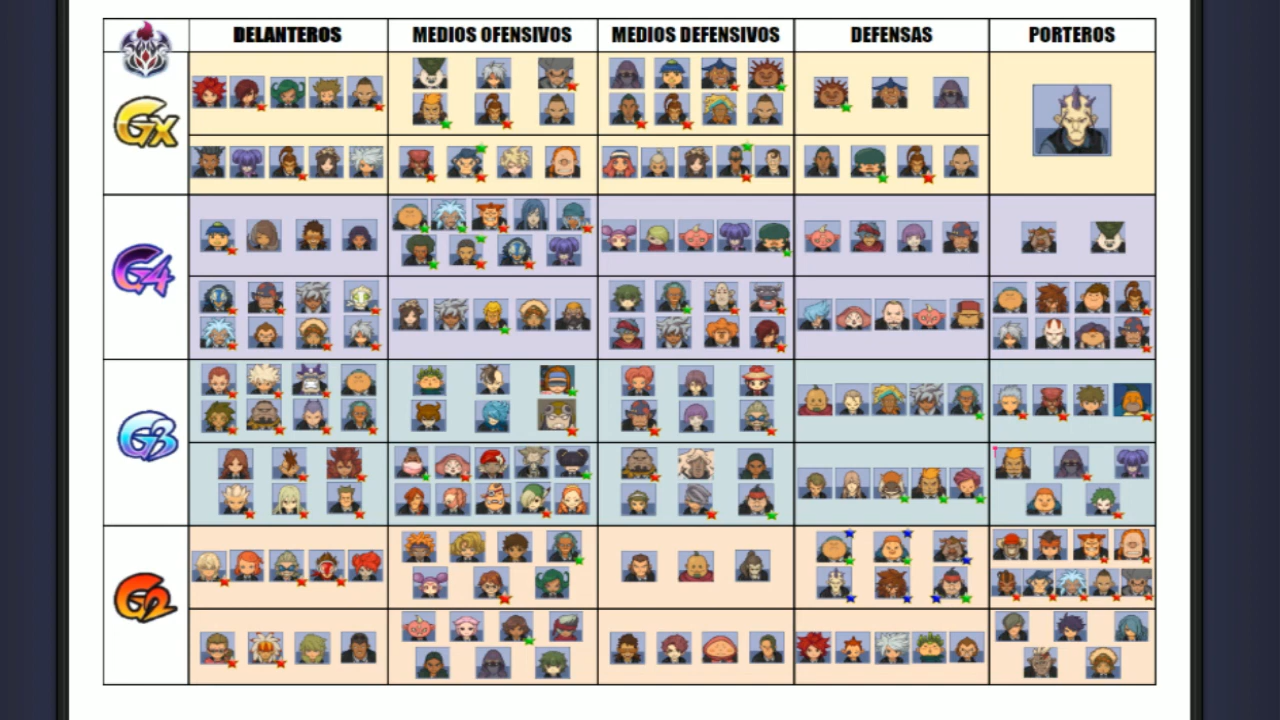 DELANTEROS
MEDIOS OFENSIVOS
MEDIOS DEFENSIVOS
DEFENSAS
PORTEROS
GX
G4
G3
G2